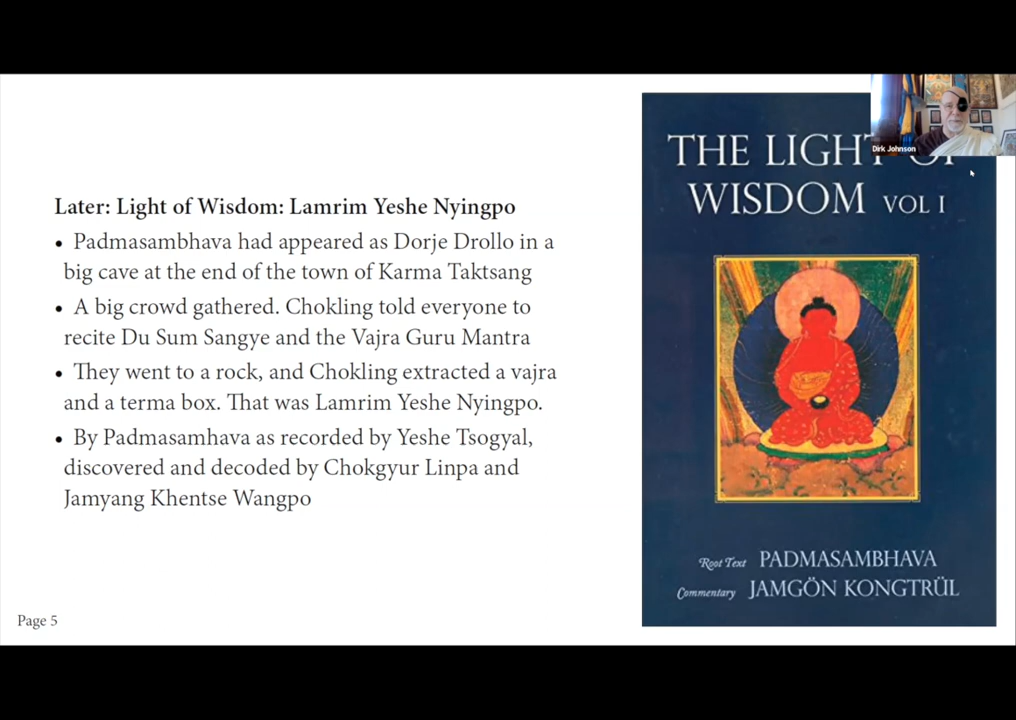 Later: Light of Wisdom: Lamrim Yeshe Nyingpo
• Padmasambhava had appeared as Dorje Drollo in a
big cave at the end of the town of Karma Taktsang
• A big crowd gathered. Chokling told everyone to
recite Du Sum Sangye and the Vajra Guru Mantra
• They went to a rock, and Chokling extracted a vajra
and a terma box. That was Lamrim Yeshe Nyingpo.
• By Padmasamhava as recorded by Yeshe Tsogyal,
discovered and decoded by Chokgyur Linpa and
Jamyang Khentse Wangpo
Page 5
Dirk Johnson
THE LIGHT OF
WISDOM VOL I
Root Text PADMASAMBHAVA
Commentary JAMGÖN KONGTRÜL